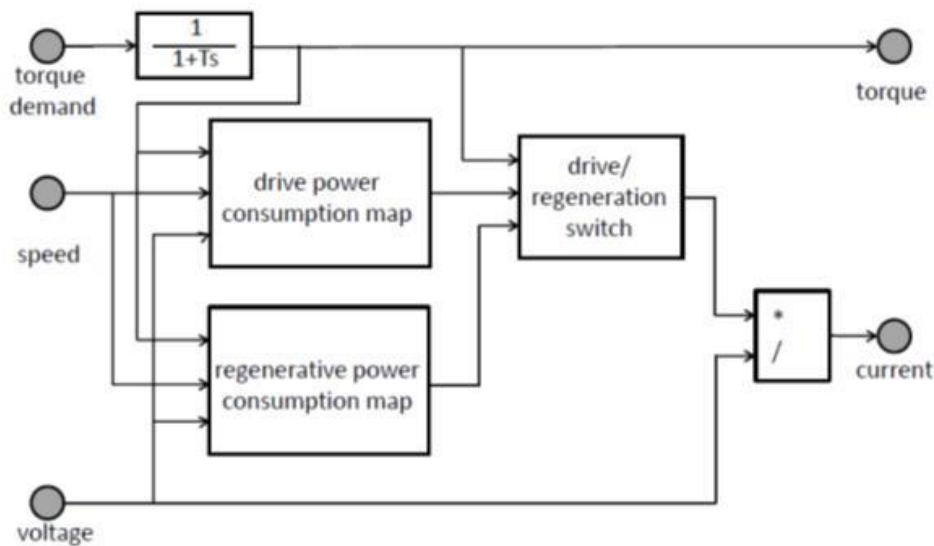 1
1+Ts
torque
demand
torque
drive power
consumption map
drive/
regeneration
switch
speed
regenerative power
consumption map
*
/
current
voltage